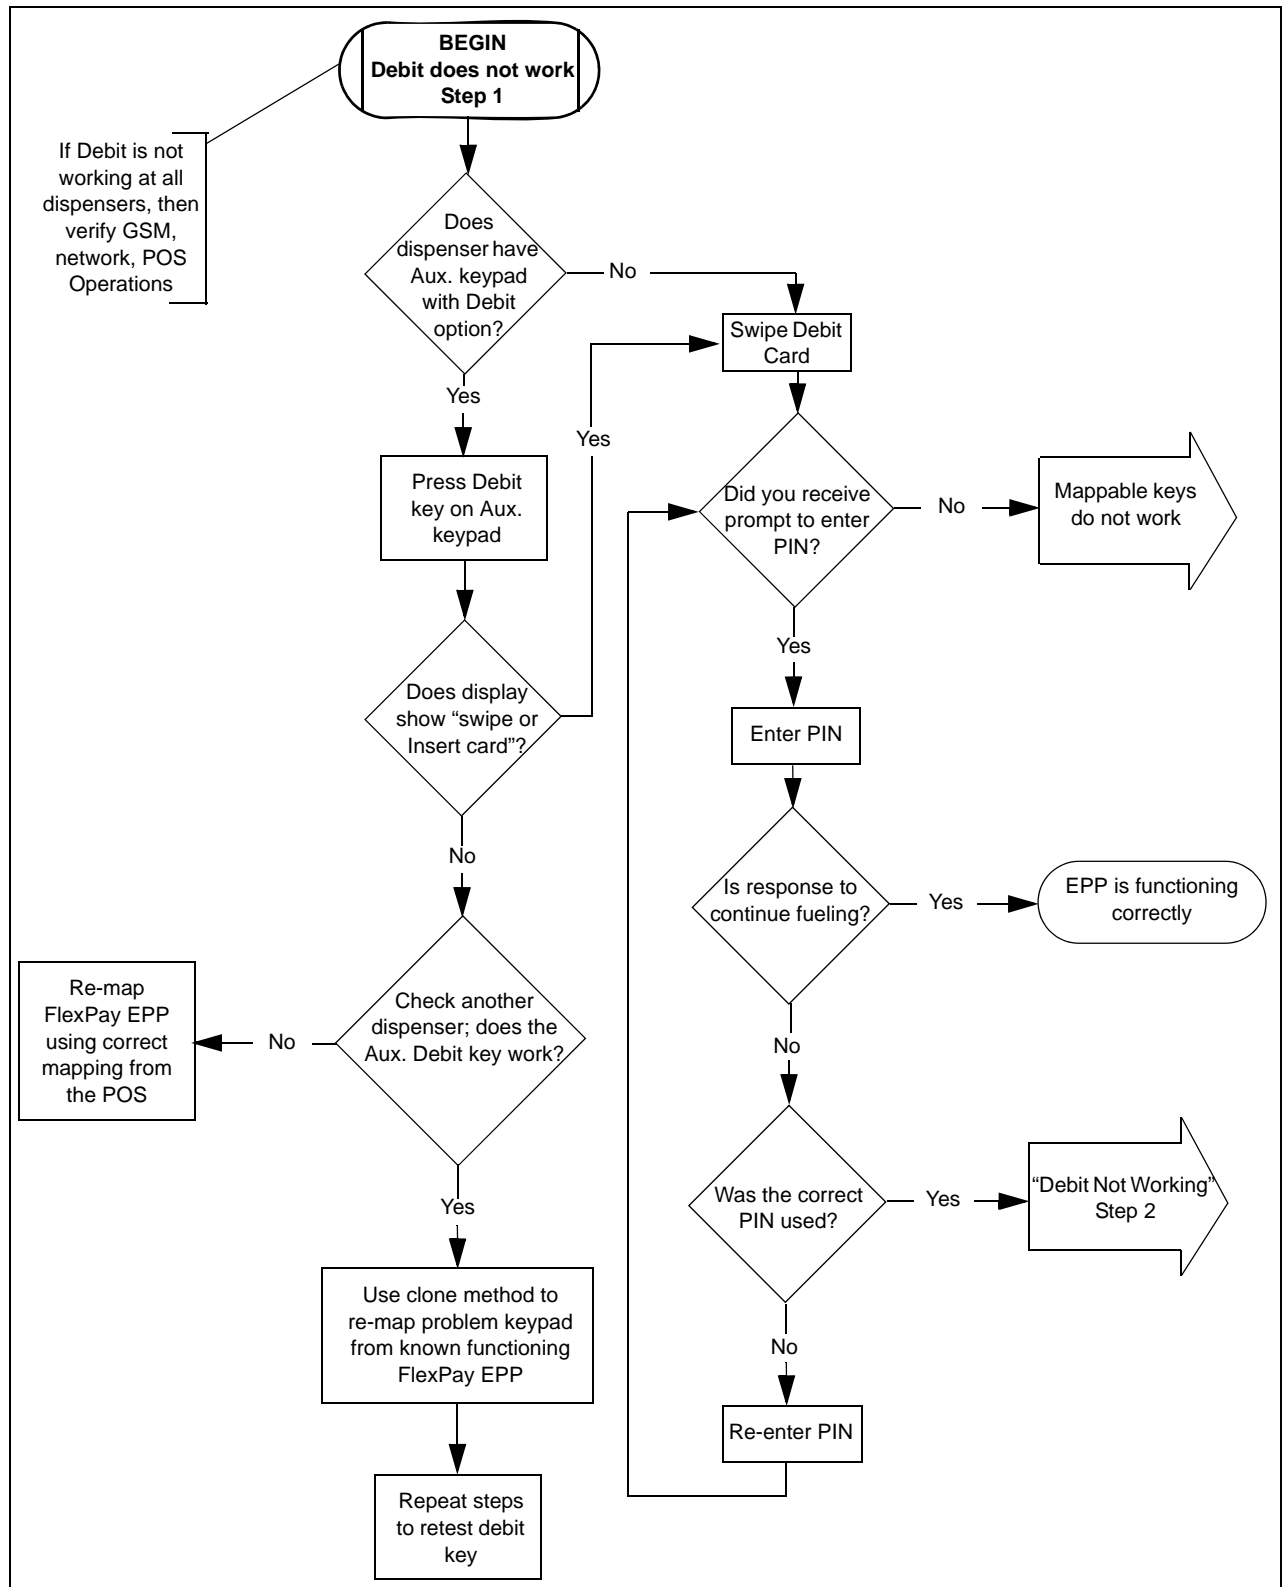 BEGIN
Debit does not work
Step 1
If Debit is not
working at all
dispensers, then
verify GSM,
network, POS
Operations
Does
dispenser have
Aux. keypad
with Debit
option?
No
Yes
Swipe Debit
Card
Press Debit
key on Aux.
keypad
Yes
Did you receive
prompt to enter
PIN?
No
Mappable keys
do not work
Yes
Does display
show “swipe or
Insert card”?
Enter PIN
No
Is response to
continue fueling?
Yes
EPP is functioning
correctly
Check another
dispenser; does the
Aux. Debit key work?
No
Re-map
FlexPay EPP
using correct
mapping from
the POS
No
Yes
Was the correct
PIN used?
Yes
“Debit Not Working”
Step 2
Use clone method to
re-map problem keypad
from known functioning
FlexPay EPP
No
Re-enter PIN
Repeat steps
to retest debit
key